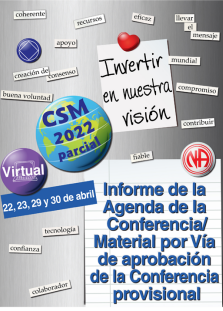 coherente
recursos
eficaz
llevar
el
mensaje
apoyo
creación de
consenso
buena voluntad
Invertir
en nuestra
visión
mundial
compromiso
contribuir
CSM
2022
parcial
Virtual
fiable
NA
22, 23, 29 y 30 de abril
Informe de la
Agenda de la
Conferencia/
Material por Vía
de aprobación
de la Conferencia
provisional
tecnología
confianza
colaborador